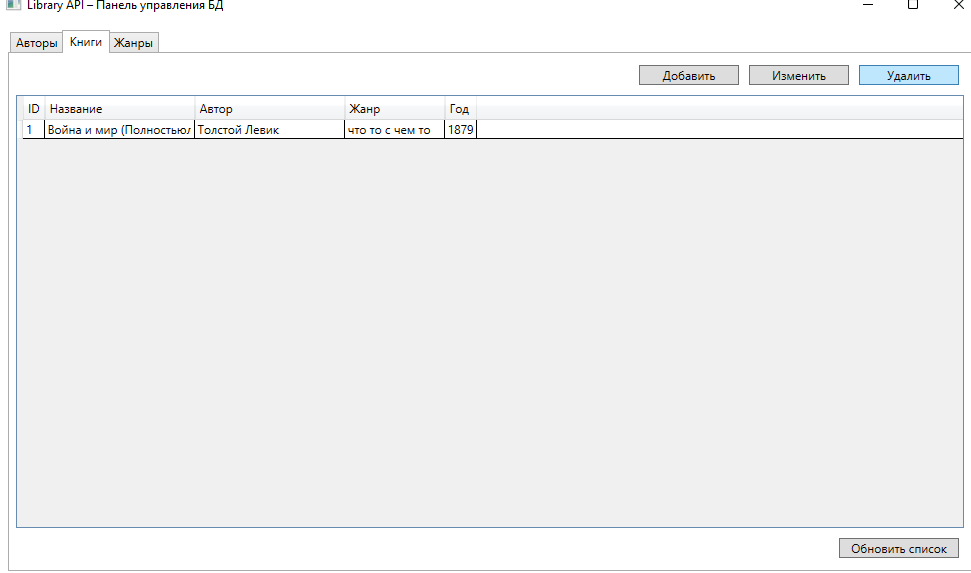 Library API – Панель управления БД
Авторы Книги Жанры
Добавить Изменить Удалить
ID Название Автор Жанр Год
1 Война и мир (Полностью Толстой Левик что то с чем то 1879
Обновить список